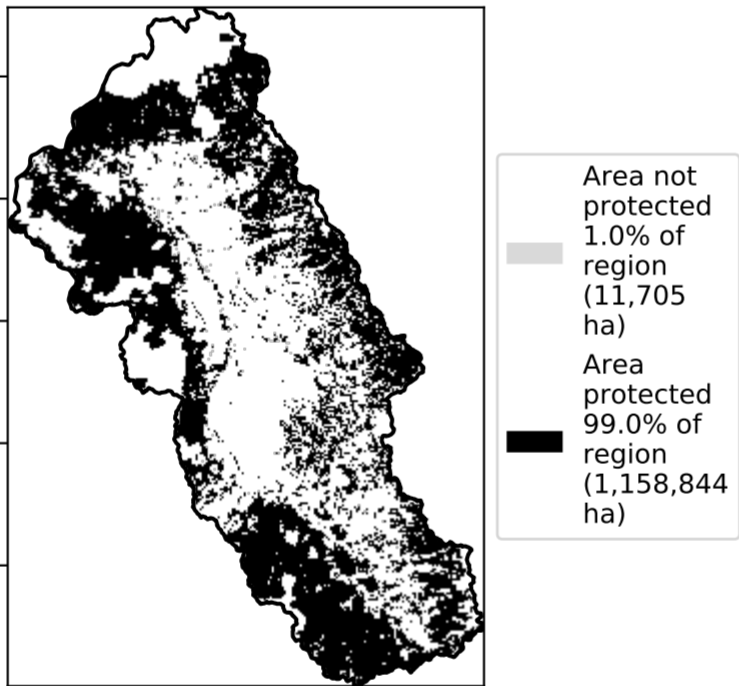 Area not
protected
1.0% of
region
(11,705
ha)
Area
protected
99.0% of
region
(1,158,844
ha)